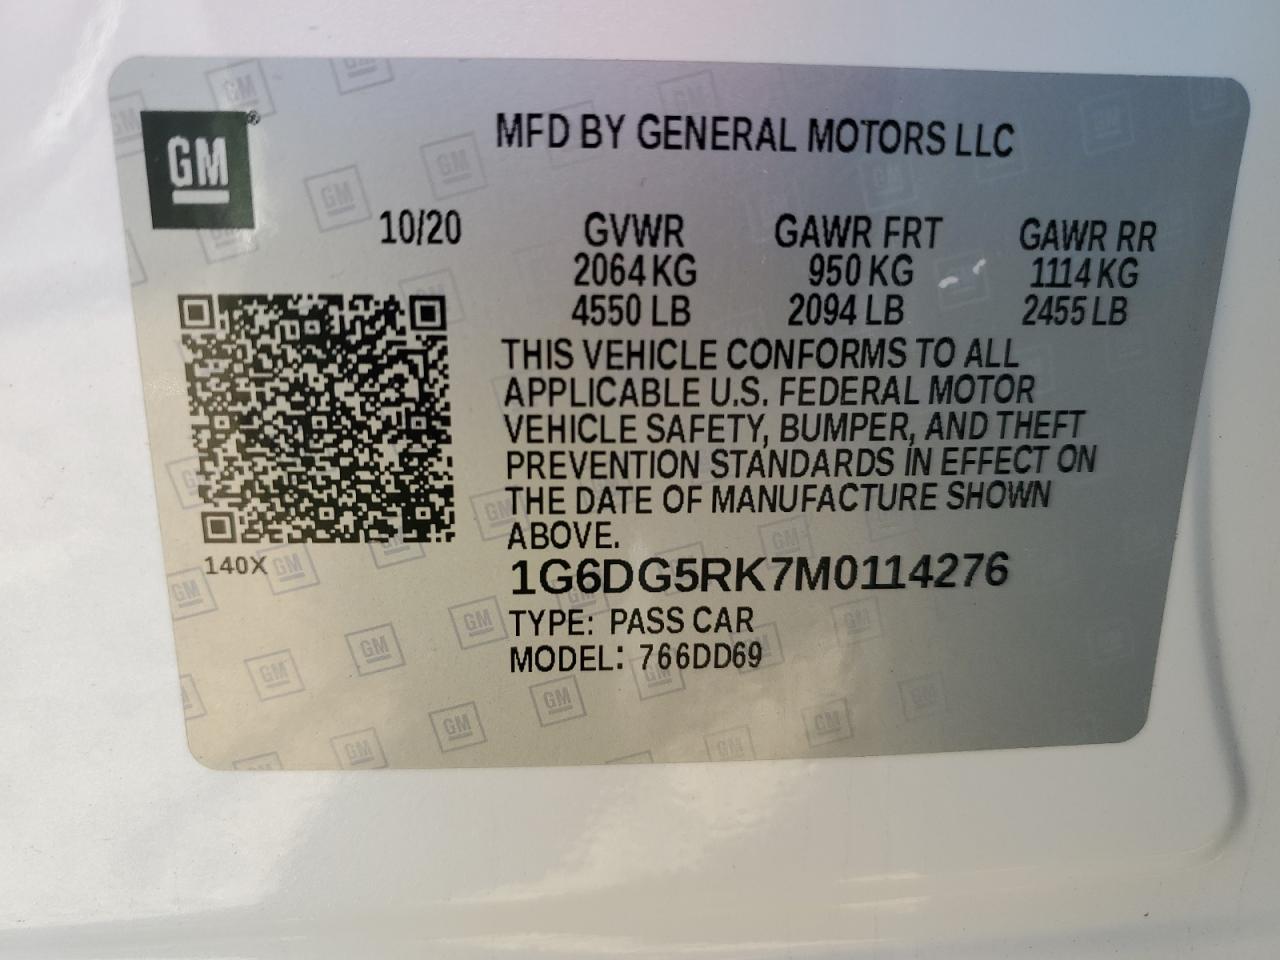 GM®
MFD BY GENERAL MOTORS LLC
10/20 GVWR GAWR FRT GAWR RR
2064 KG 950 KG 1114 KG
4550 LB 2094 LB 2455 LB
THIS VEHICLE CONFORMS TO ALL
APPLICABLE U.S. FEDERAL MOTOR
VEHICLE SAFETY, BUMPER, AND THEFT
PREVENTION STANDARDS IN EFFECT ON
THE DATE OF MANUFACTURE SHOWN
ABOVE.
140X
1G6DG5RK7M0114276
TYPE: PASS CAR
MODEL: 766DD69